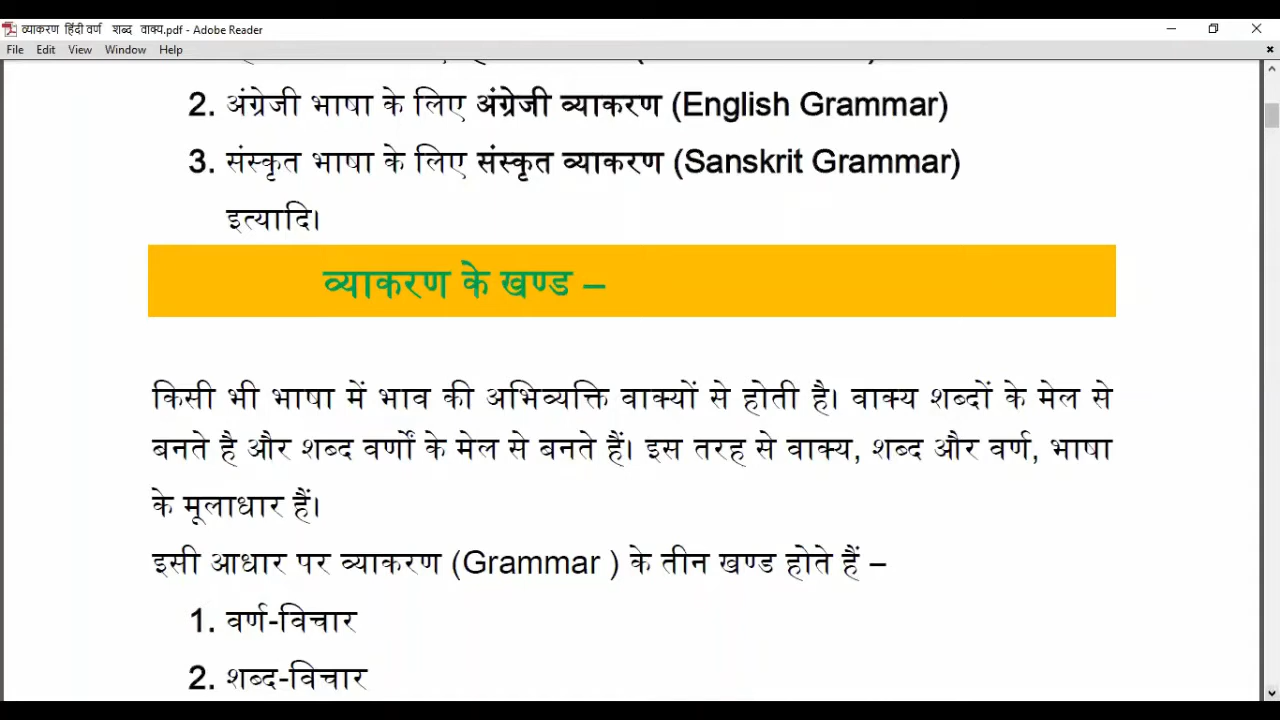 व्याकरण हिंदी वर्ण शब्द वाक्य.pdf - Adobe Reader
File Edit View Window Help
2. अंग्रेजी भाषा के लिए अंग्रेजी व्याकरण (English Grammar)
3. संस्कृत भाषा के लिए संस्कृत व्याकरण (Sanskrit Grammar)
इत्यादि।
व्याकरण के खण्ड –
किसी भी भाषा में भाव की अभिव्यक्ति वाक्यों से होती है। वाक्य शब्दों के मेल से
बनते है और शब्द वर्णों के मेल से बनते हैं। इस तरह से वाक्य, शब्द और वर्ण, भाषा
के मूलाधार हैं।
इसी आधार पर व्याकरण (Grammar ) के तीन खण्ड होते हैं –
1. वर्ण-विचार
2. शब्द-विचार